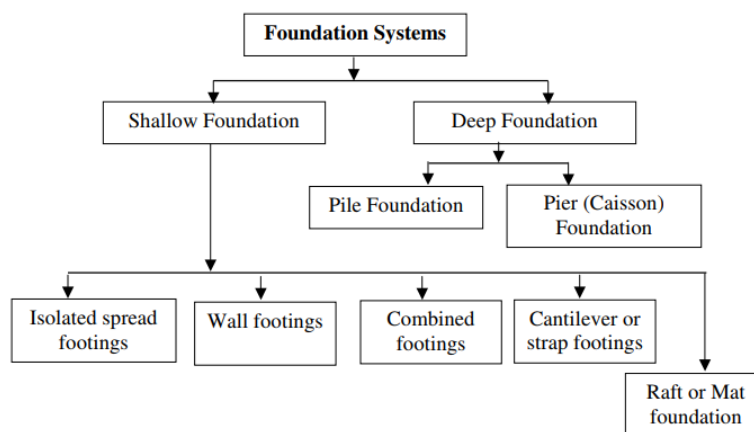 Foundation Systems
Shallow Foundation
Deep Foundation
Pile Foundation
Pier (Caisson)
Foundation
Isolated spread
footings
Wall footings
Combined
footings
Cantilever or
strap footings
Raft or Mat
foundation